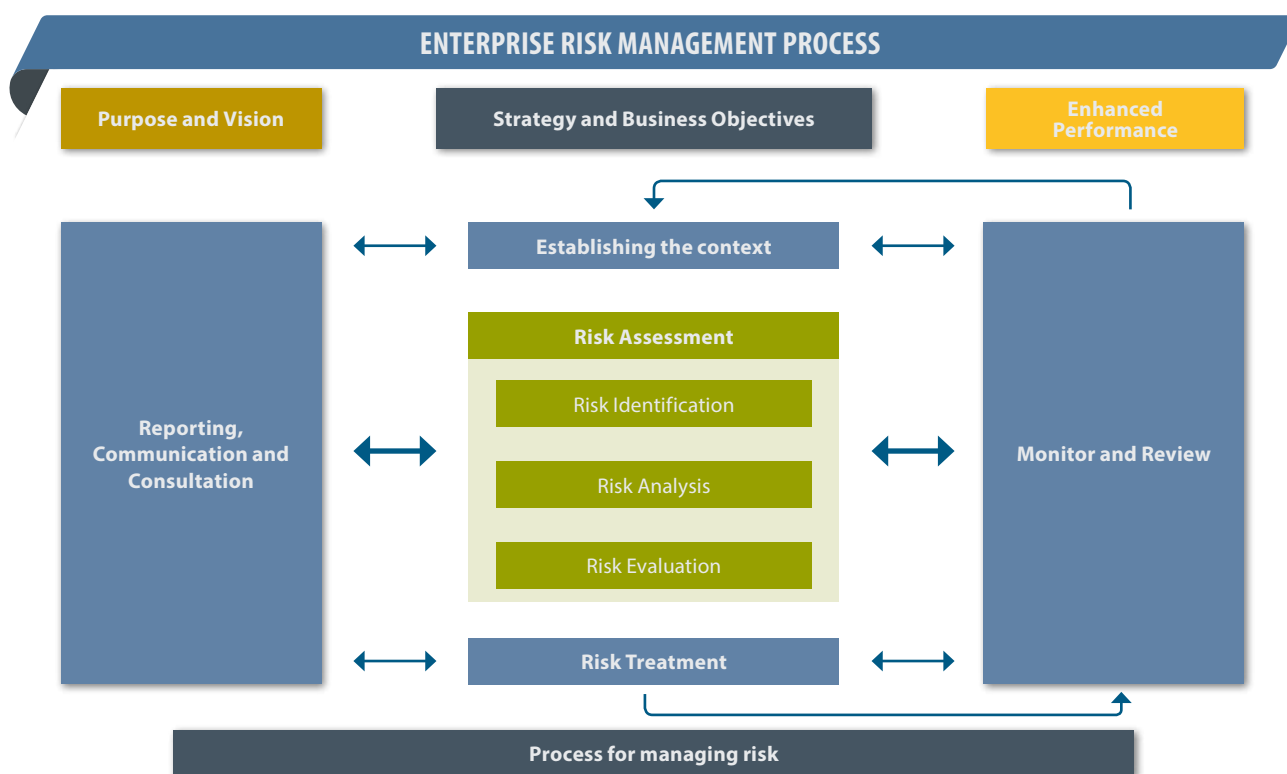 ENTERPRISE RISK MANAGEMENT PROCESS
Purpose and Vision
Strategy and Business Objectives
Enhanced
Performance
Establishing the context
Risk Assessment
Risk Identification
Reporting,
Communication and
Consultation
Monitor and Review
Risk Analysis
Risk Evaluation
Risk Treatment
Process for managing risk